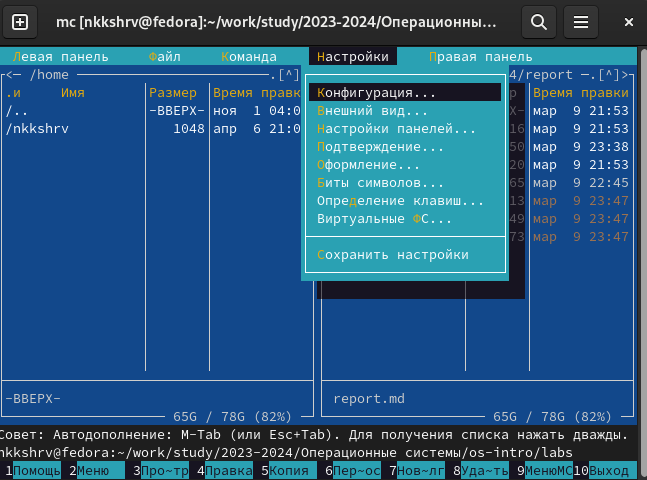 mc [nkkshrv@fedora]:~/work/study/2023-2024/Операционны...
Левая панель Файл Команда Настройки Правая панель
<─ /home ─.[^] 4/report ─.[^]>
.и Имя Размер Время правк Конфигурация... Время правки
/.. -ВВЕРХ- ноя 1 04:0 Внешний вид... X- мар 9 21:53
/nkkshrv 1048 апр 6 21:0 Настройки панелей... 16 мар 9 21:53
Подтверждение... 50 мар 9 23:38
Оформление... 20 мар 9 21:53
Биты символов... 65 мар 9 22:45
Определение клавиш... 13 мар 9 23:47
Виртуальные ФС... 49 мар 9 23:47
73 мар 9 23:47
Сохранить настройки
-ВВЕРХ- report.md
65G / 78G (82%) 65G / 78G (82%)
Совет: Автодополнение: M-Tab (или Esc+Tab). Для получения списка нажать дважды.
nkkshrv@fedora:~/work/study/2023-2024/Операционные системы/os-intro/labs
1Помощь 2Меню 3Про~тр 4Правка 5Копия 6Пер~ос 7Нов~лг 8Уда~ть 9МенюMC 10Выход